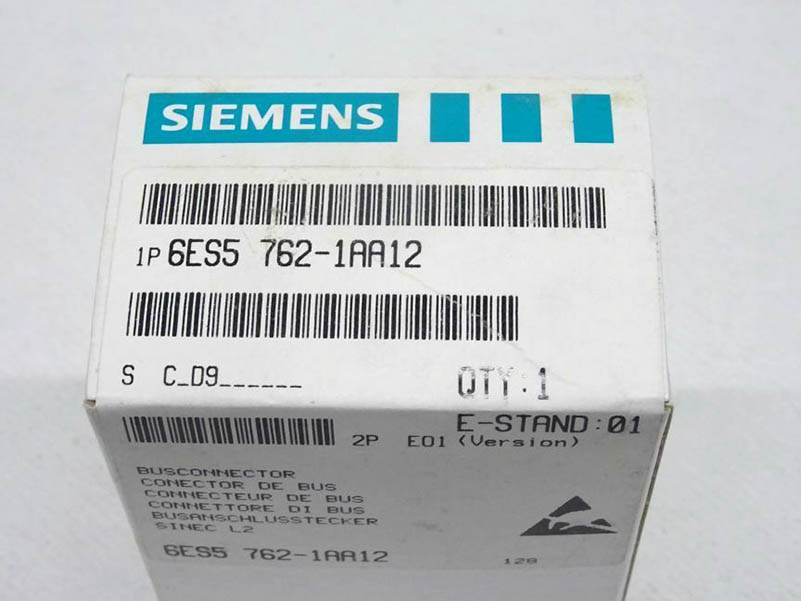 SIEMENS
1P 6ES5 762-1AA12
S C_D9______
QTY:1
E-STAND:01
2P E01 (Version)
BUSCONNECTOR
CONECTOR DE BUS
CONNECTEUR DE BUS
CONNETTORE DI BUS
BUSANSCHLUSSTECKER
SINEC L2
6ES5 762-1AA12
128